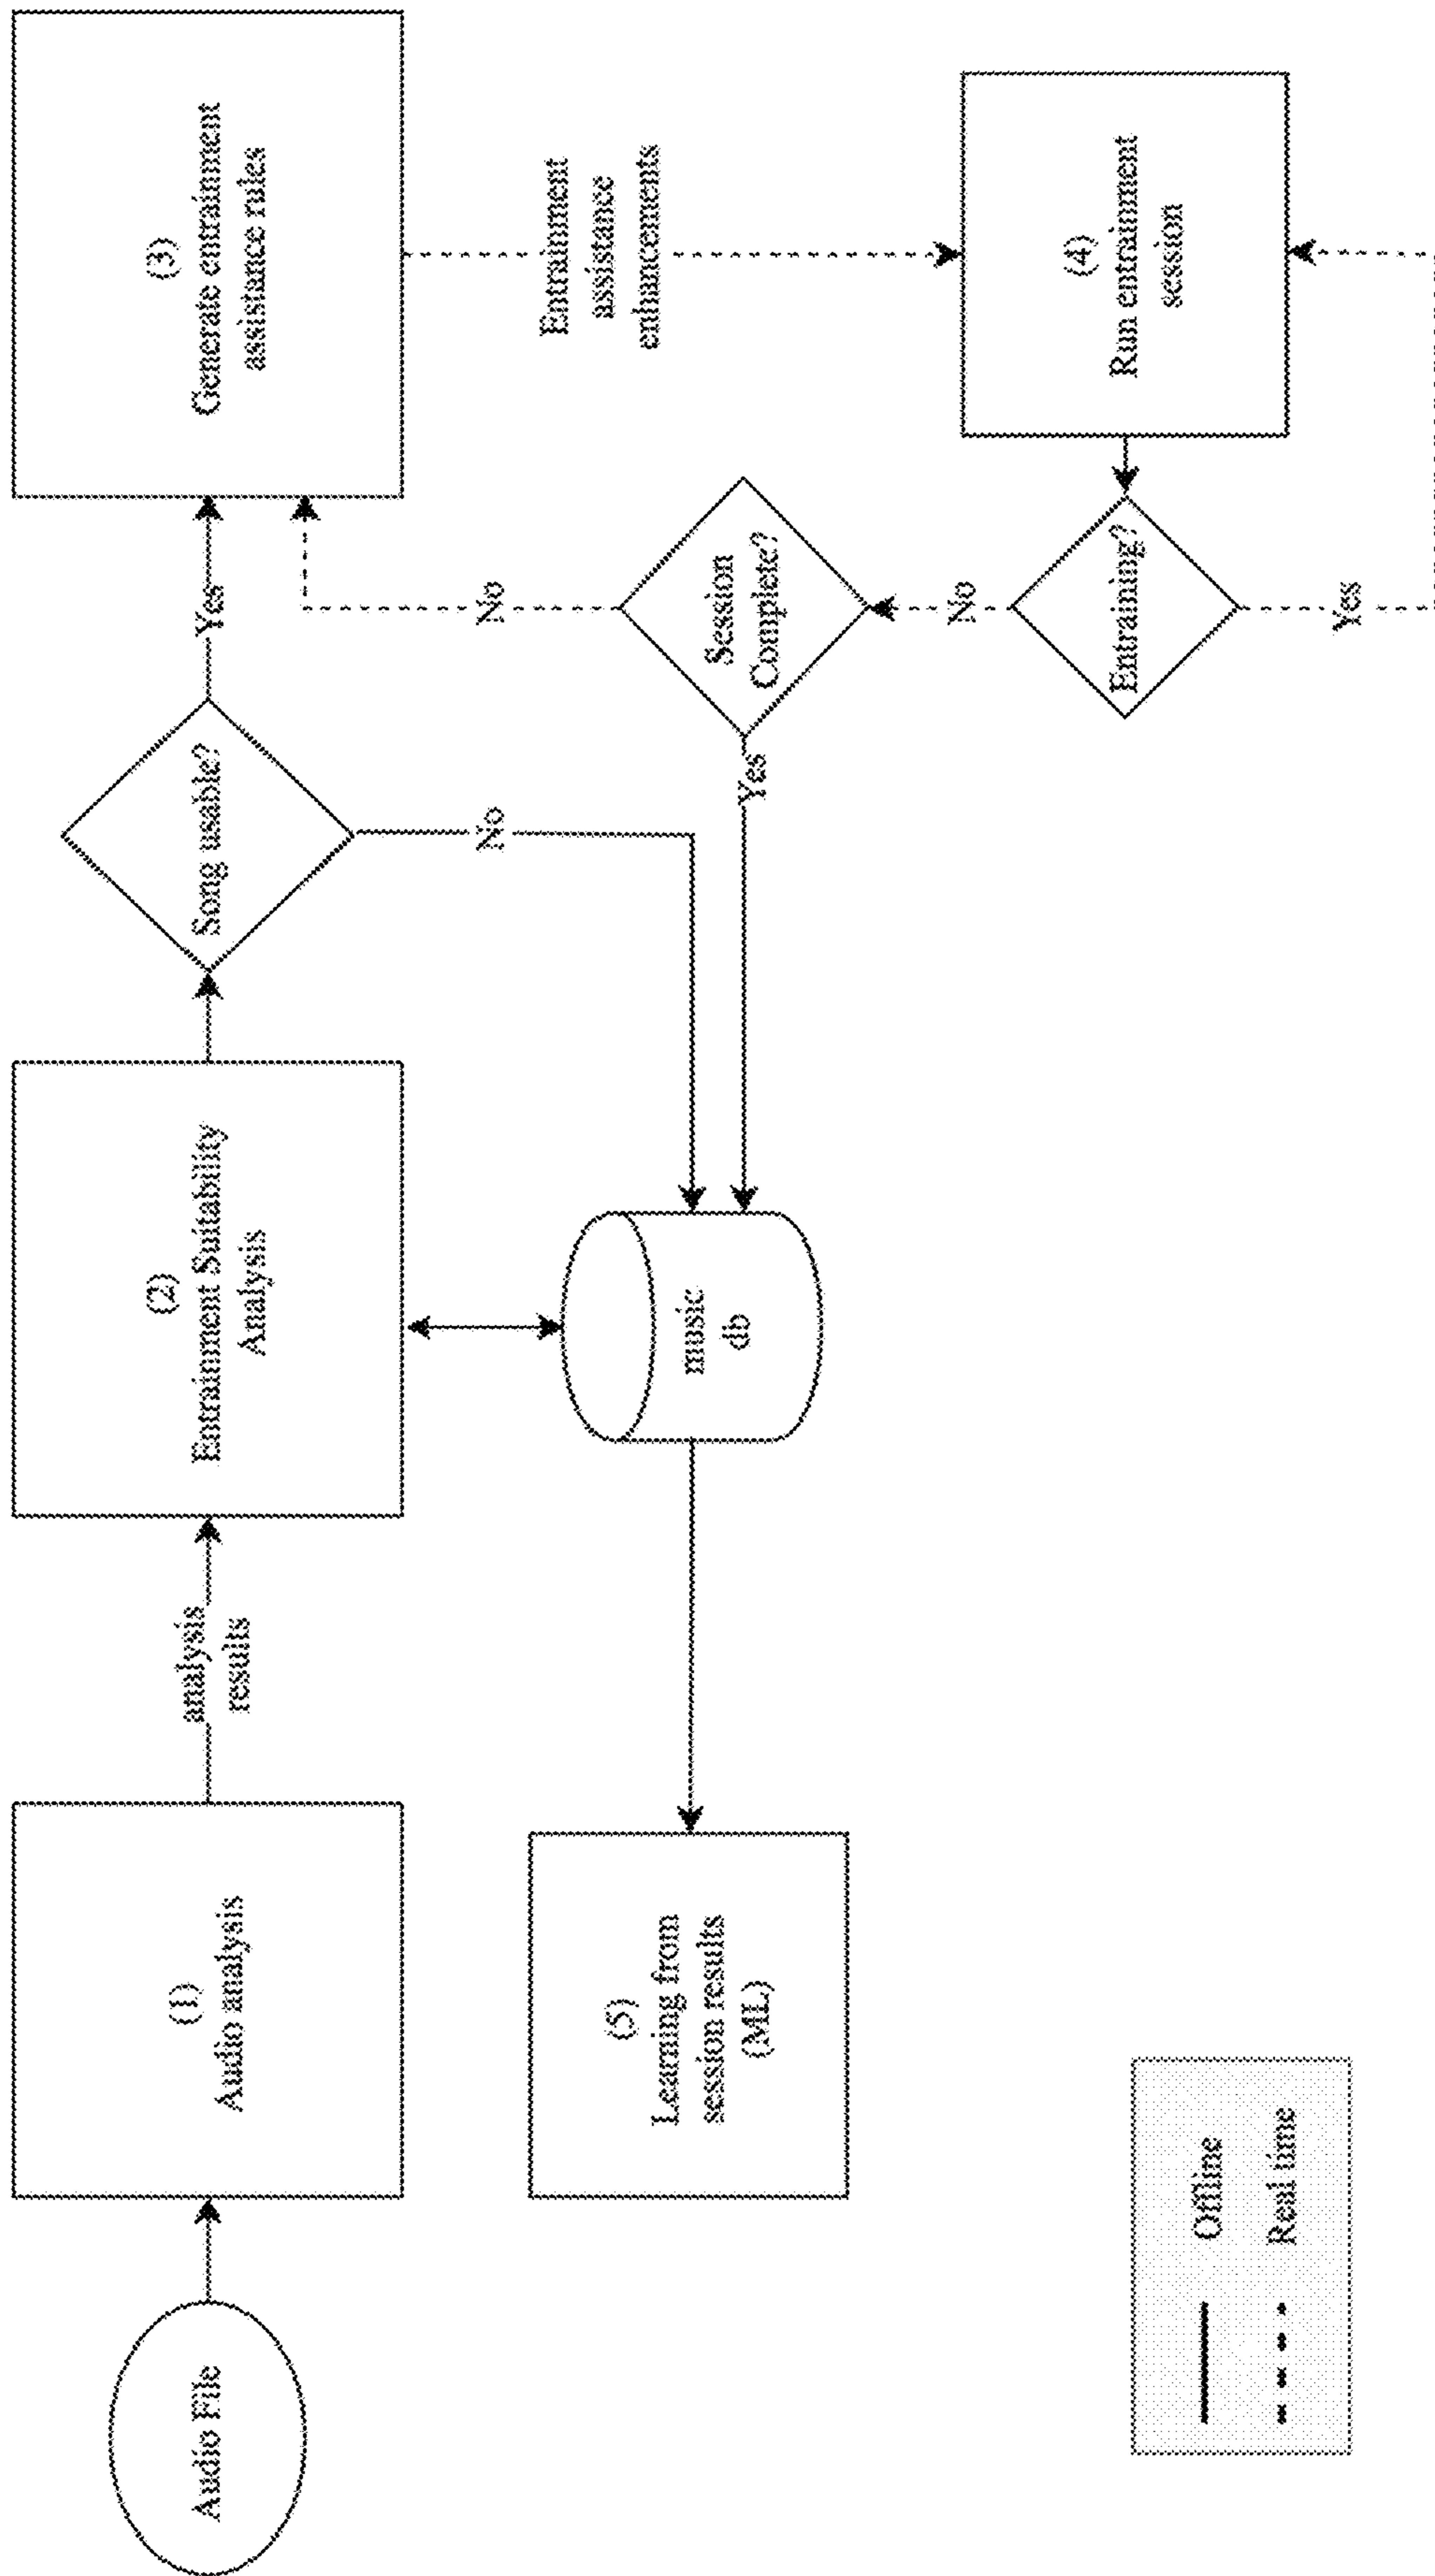 Audio File
(1)
Audio analysis
analysis
results
(2)
Entrainment Suitability
Analysis
Song usable?
Yes
No
(3)
Generate entrainment
assistance rules
Entrainment
assistance
enhancements
(4)
Run entrainment
session
Entraining?
Yes
No
Session
Complete?
No
Yes
music
db
(5)
Learning from
session results
(ML)
Offline
Real time